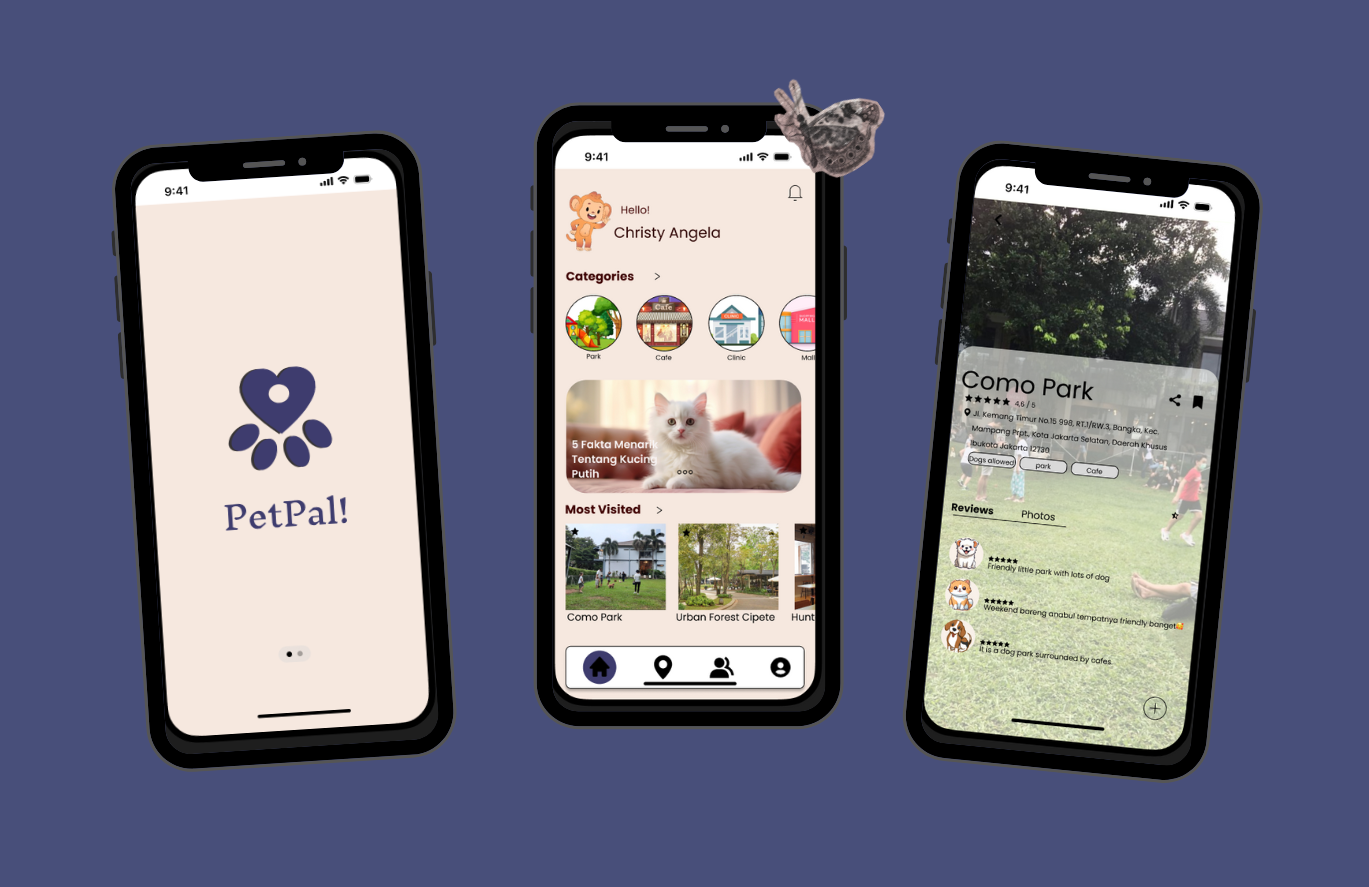 9:41
PetPal!
9:41
Hello!
Christy Angela
Categories >
Cafe
CLINIC
MALL
Park
Cafe
Clinic
Mall
5 Fakta Menarik
Tentang Kucing
Putih
Most Visited >
Como Park
Urban Forest Cipete
Hunt
9:41
Como Park
4,6 / 5
Jl. Kemang Timur No.15 998, RT.1/RW.3, Bangka, Kec.
Mampang Prpt., Kota Jakarta Selatan, Daerah Khusus
Ibukota Jakarta 12730
Dogs allowed
park
Cafe
Reviews
Photos
Friendly little park with lots of dog
Weekend bareng anabul tempatnya friendly banget🥰
It is a dog park surrounded by cafes